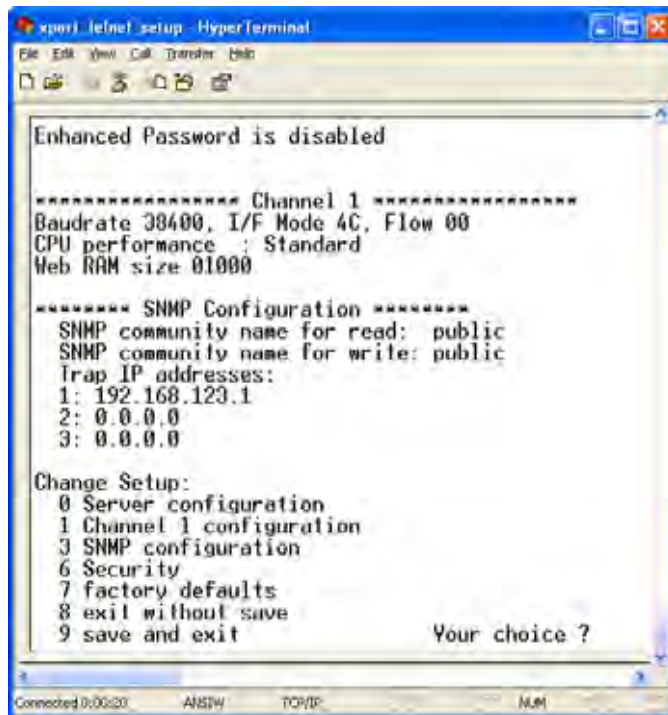 xport_telnet_setup - HyperTerminal
File Edit View Call Transfer Help
Enhanced Password is disabled
***************** Channel 1 *****************
Baudrate 38400, I/F Mode 4C, Flow 00
CPU performance : Standard
Web RAM size 01000
******** SNMP Configuration ********
SNMP community name for read: public
SNMP community name for write: public
Trap IP addresses:
1: 192.168.123.1
2: 0.0.0.0
3: 0.0.0.0
Change Setup:
0 Server configuration
1 Channel 1 configuration
3 SNMP configuration
6 Security
7 factory defaults
8 exit without save
9 save and exit Your choice ?
Connected 0:00:20 ANSIW TCP/IP NUM